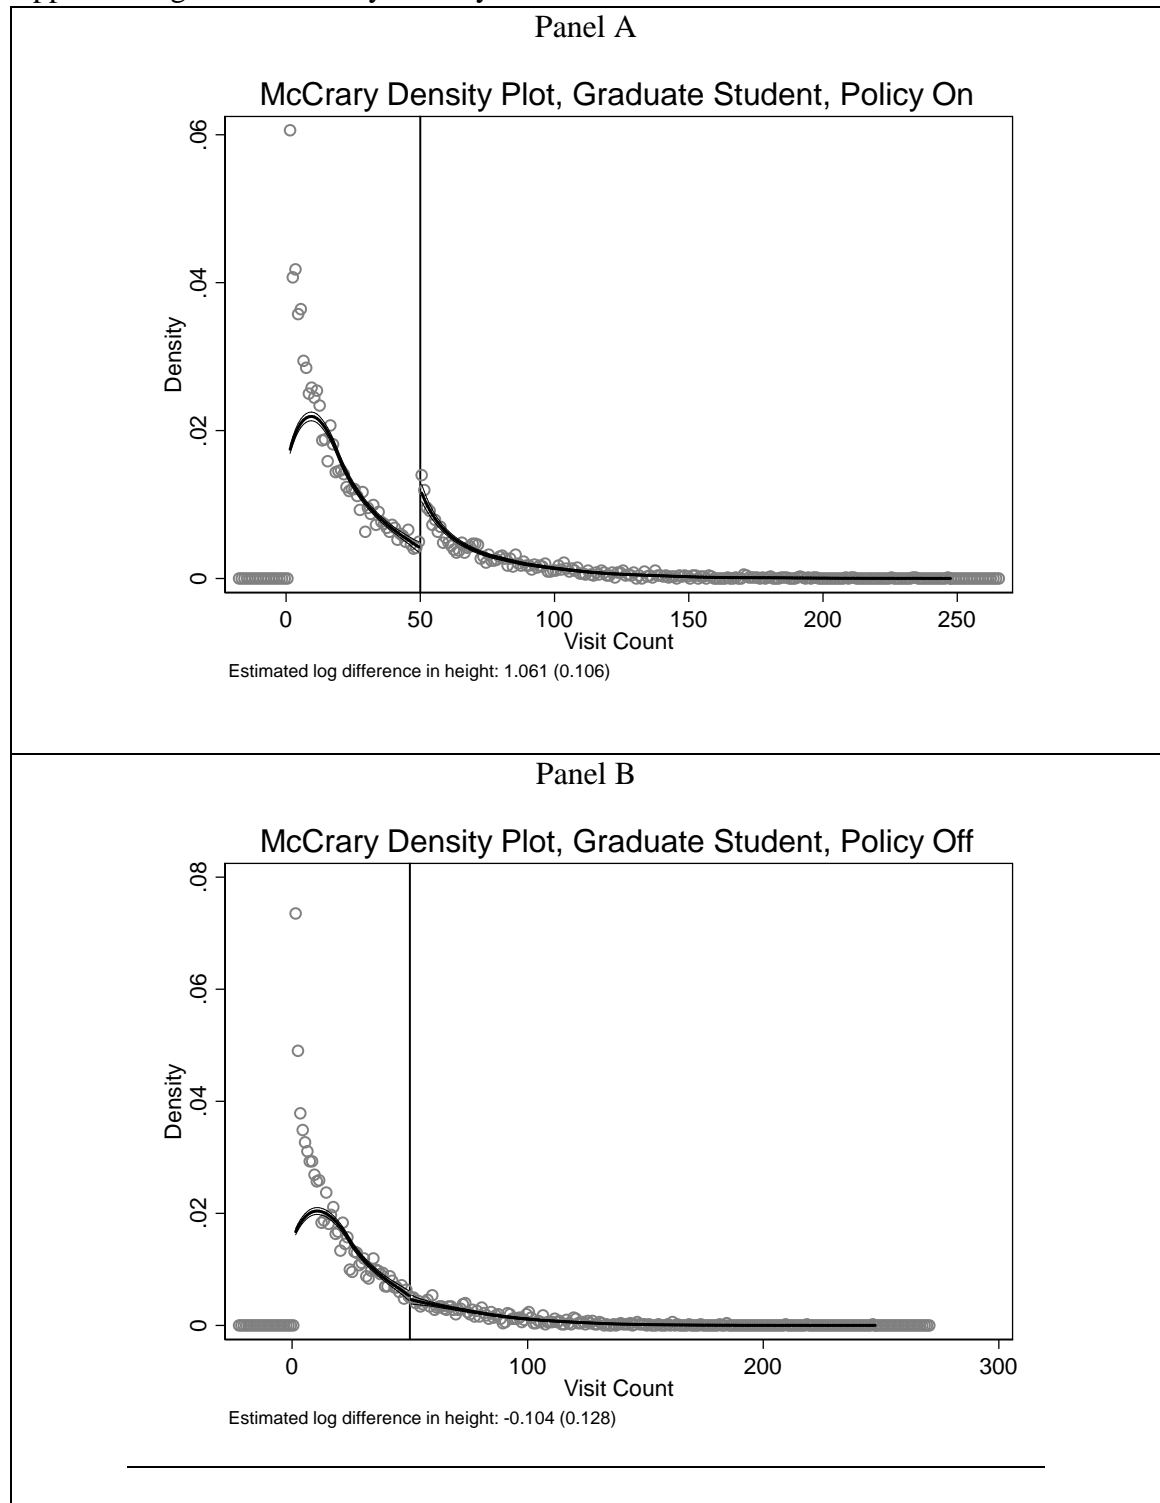 Panel A
McCrary Density Plot, Graduate Student, Policy On
.06
.04
Density
.02
0
0 50 100 150 200 250
Visit Count
Estimated log difference in height: 1.061 (0.106)
Panel B
McCrary Density Plot, Graduate Student, Policy Off
.08
.06
Density
.04
.02
0
0 100 200 300
Visit Count
Estimated log difference in height: -0.104 (0.128)